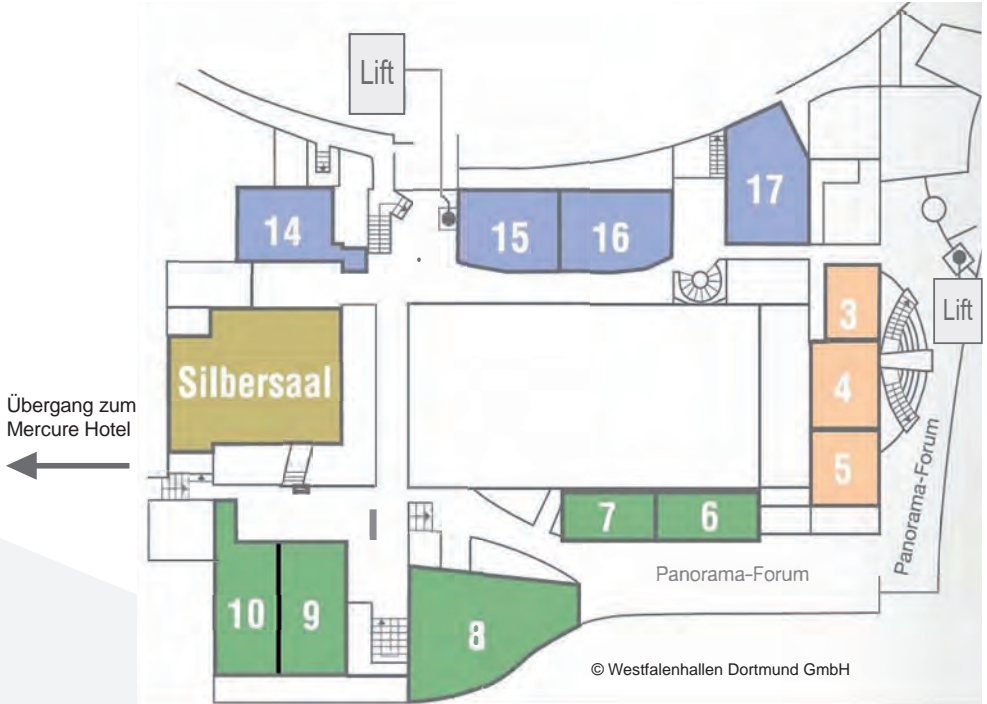 Lift
17
14
15
16
3
Lift
4
Silbersaal
Übergang zum
Mercure Hotel
5
Panorama-Forum
7
6
Panorama-Forum
10
9
8
© Westfalenhallen Dortmund GmbH